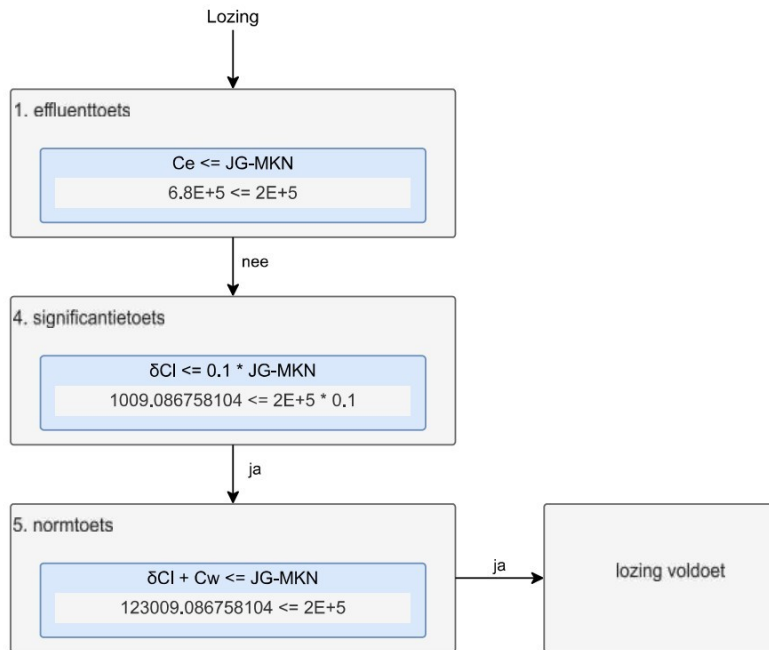 Lozing
1. effluenttoets
Ce <= JG-MKN
6.8E+5 <= 2E+5
nee
4. significantietoets
δCl <= 0.1 * JG-MKN
1009.086758104 <= 2E+5 * 0.1
ja
5. normtoets
δCl + Cw <= JG-MKN
123009.086758104 <= 2E+5
ja
lozing voldoet